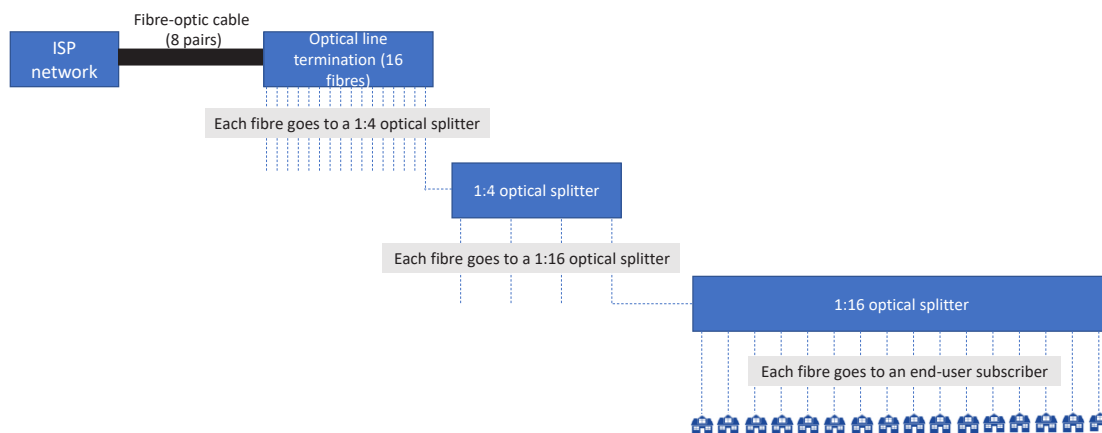 Fibre-optic cable
(8 pairs)
ISP
network
Optical line
termination (16
fibres)
Each fibre goes to a 1:4 optical splitter
1:4 optical splitter
Each fibre goes to a 1:16 optical splitter
1:16 optical splitter
Each fibre goes to an end-user subscriber